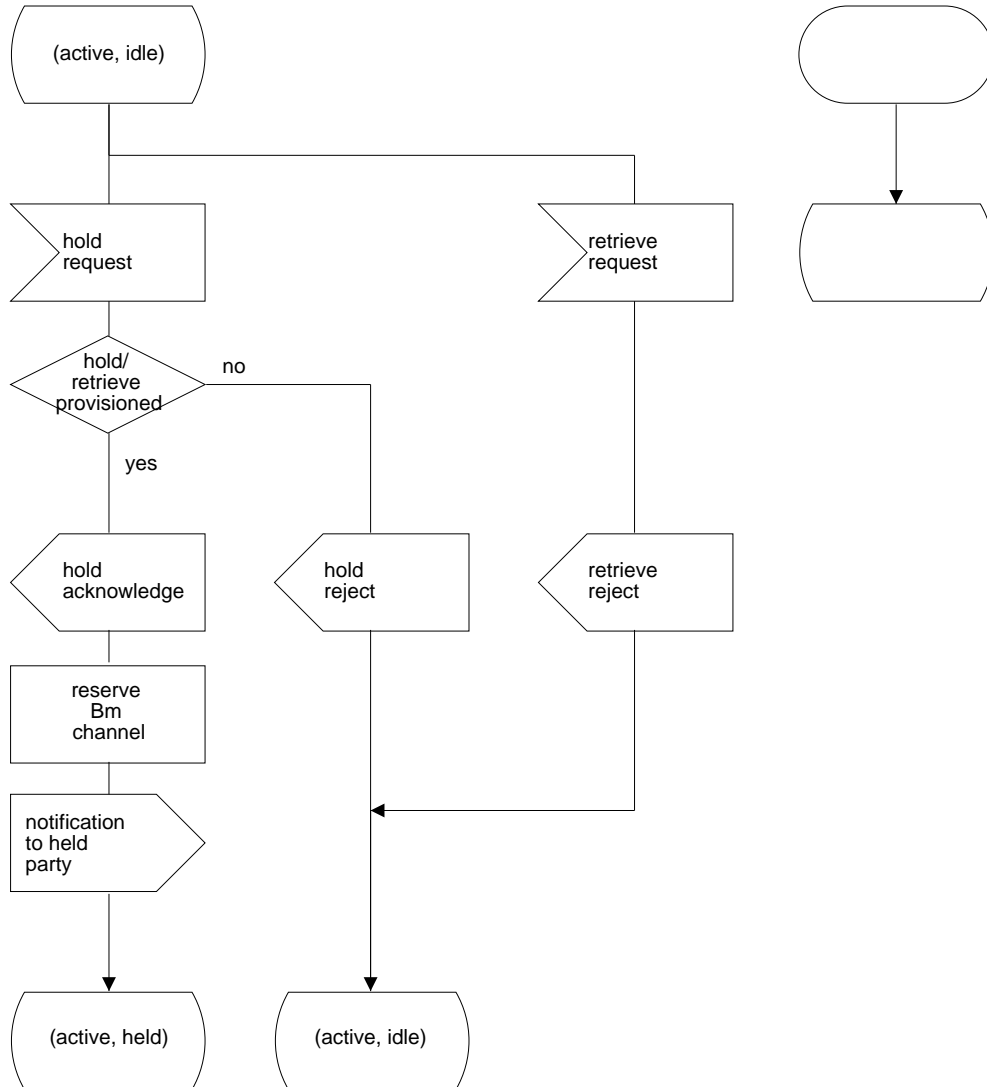 (active, idle)
hold
request
retrieve
request
hold/
retrieve
provisioned
no
yes
hold
acknowledge
hold
reject
retrieve
reject
reserve
Bm
channel
notification
to held
party
(active, held)
(active, idle)